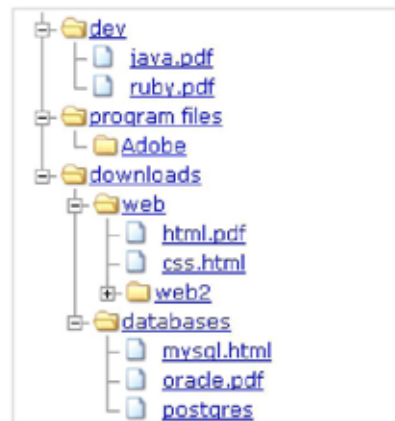 dev
java.pdf
ruby.pdf
program files
Adobe
downloads
web
html.pdf
css.html
web2
databases
mysql.html
oracle.pdf
postgres